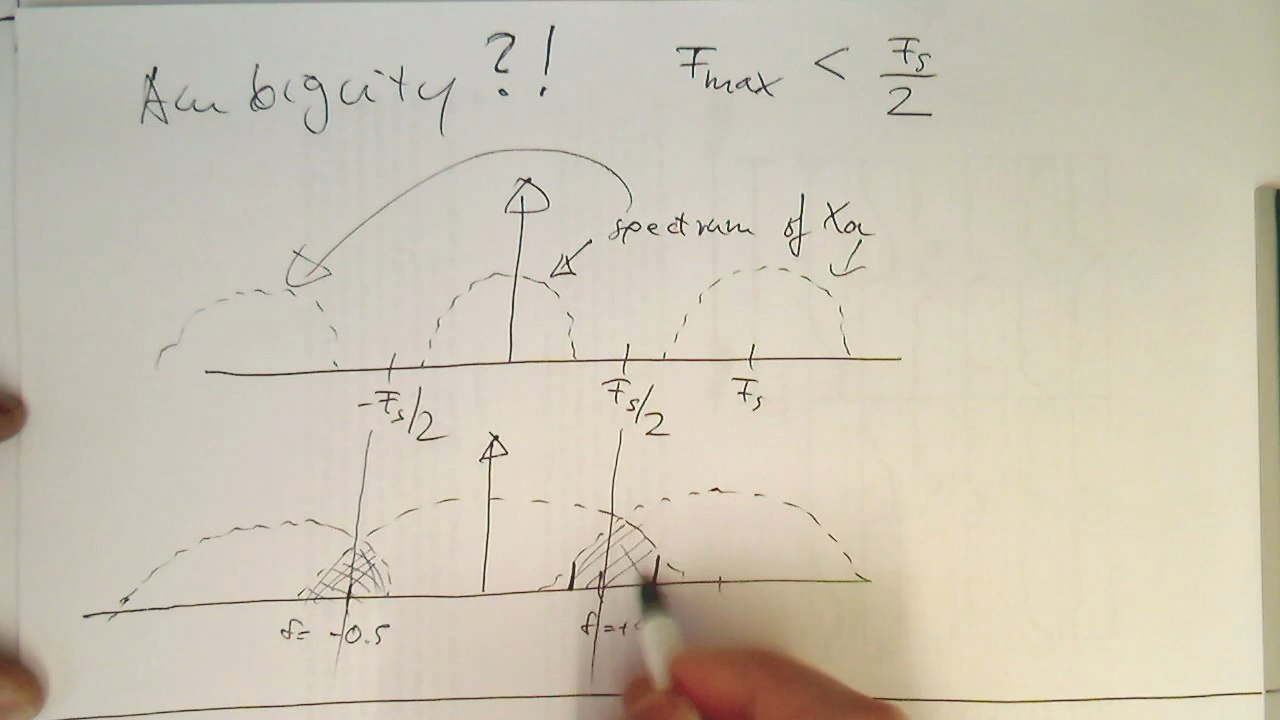 Ambiguity ?! Fmax < Fs/2
spectrum of Xa
-Fs/2 Fs/2 Fs
f= -0.5 f=+